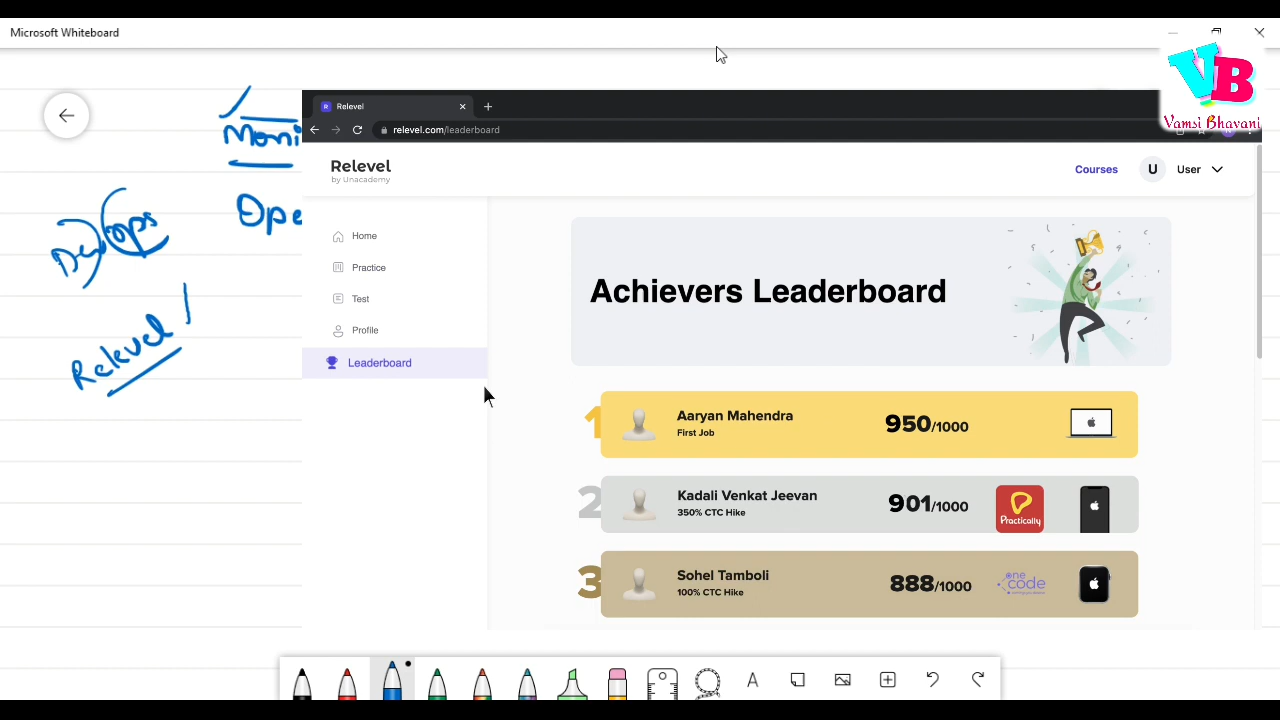 Microsoft Whiteboard
VB
Vamsi Bhavani
Moni
DevOps
Ope
Relevel
Relevel
relevel.com/leaderboard
Relevel
by Unacademy
Courses
U
User
Home
Practice
Test
Profile
Leaderboard
Achievers Leaderboard
1
Aaryan Mahendra
First Job
950/1000
2
Kadali Venkat Jeevan
350% CTC Hike
901/1000
Practically
3
Sohel Tamboli
100% CTC Hike
888/1000
one code